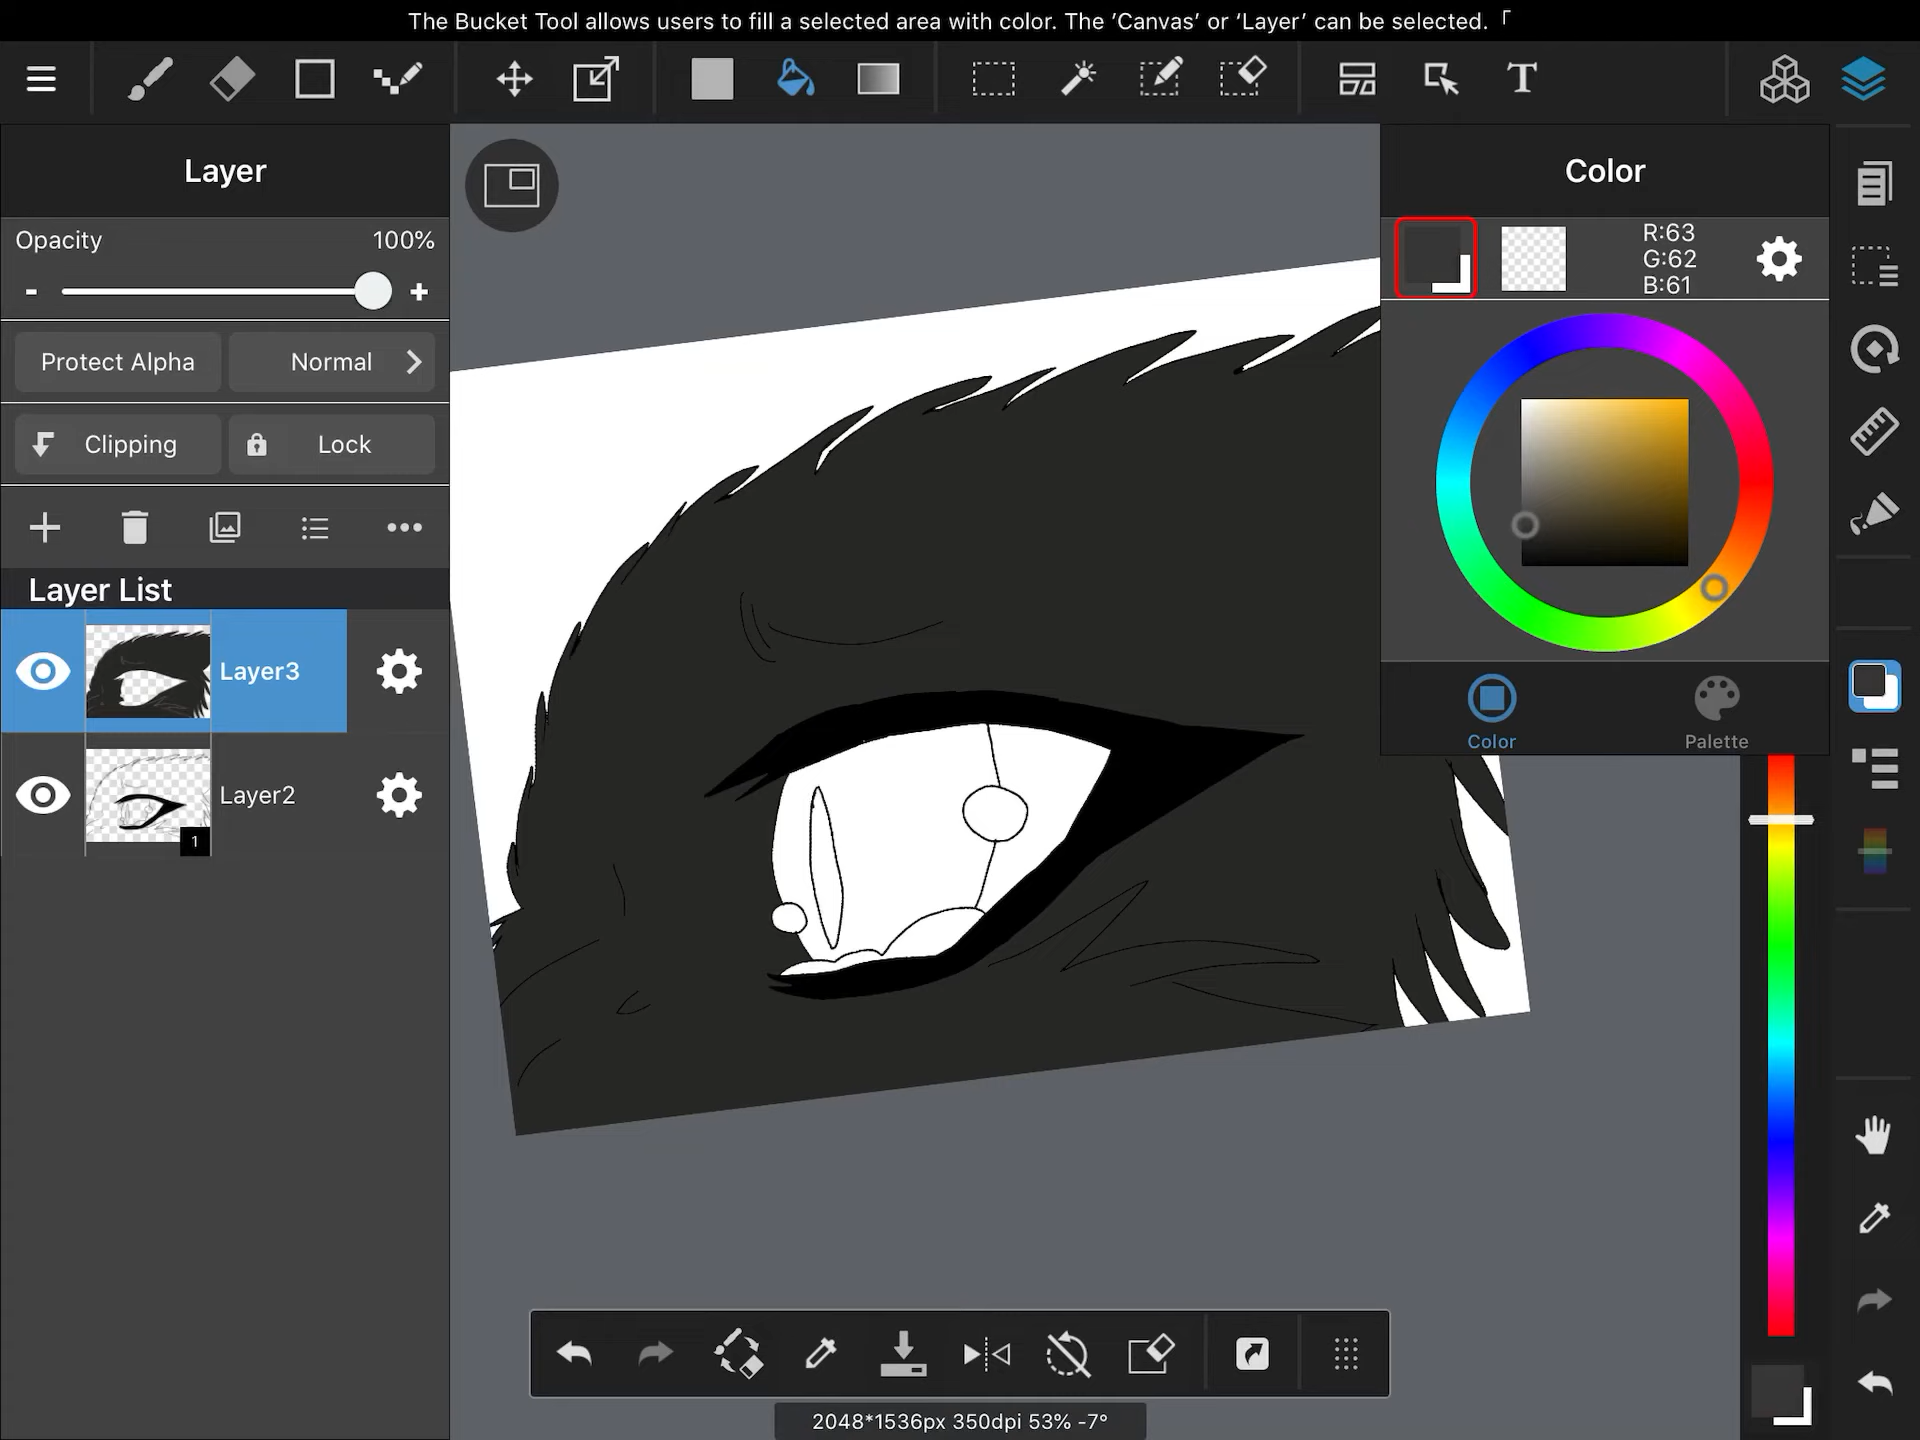 The Bucket Tool allows users to fill a selected area with color. The ’Canvas’ or ‘Layer’ can be selected.「
T
Layer
Opacity 100%
- +
Protect Alpha
Normal
Clipping
Lock
Layer List
Layer3
Layer2
1
Color
R:63
G:62
B:61
Color
Palette
2048*1536px 350dpi 53% -7°